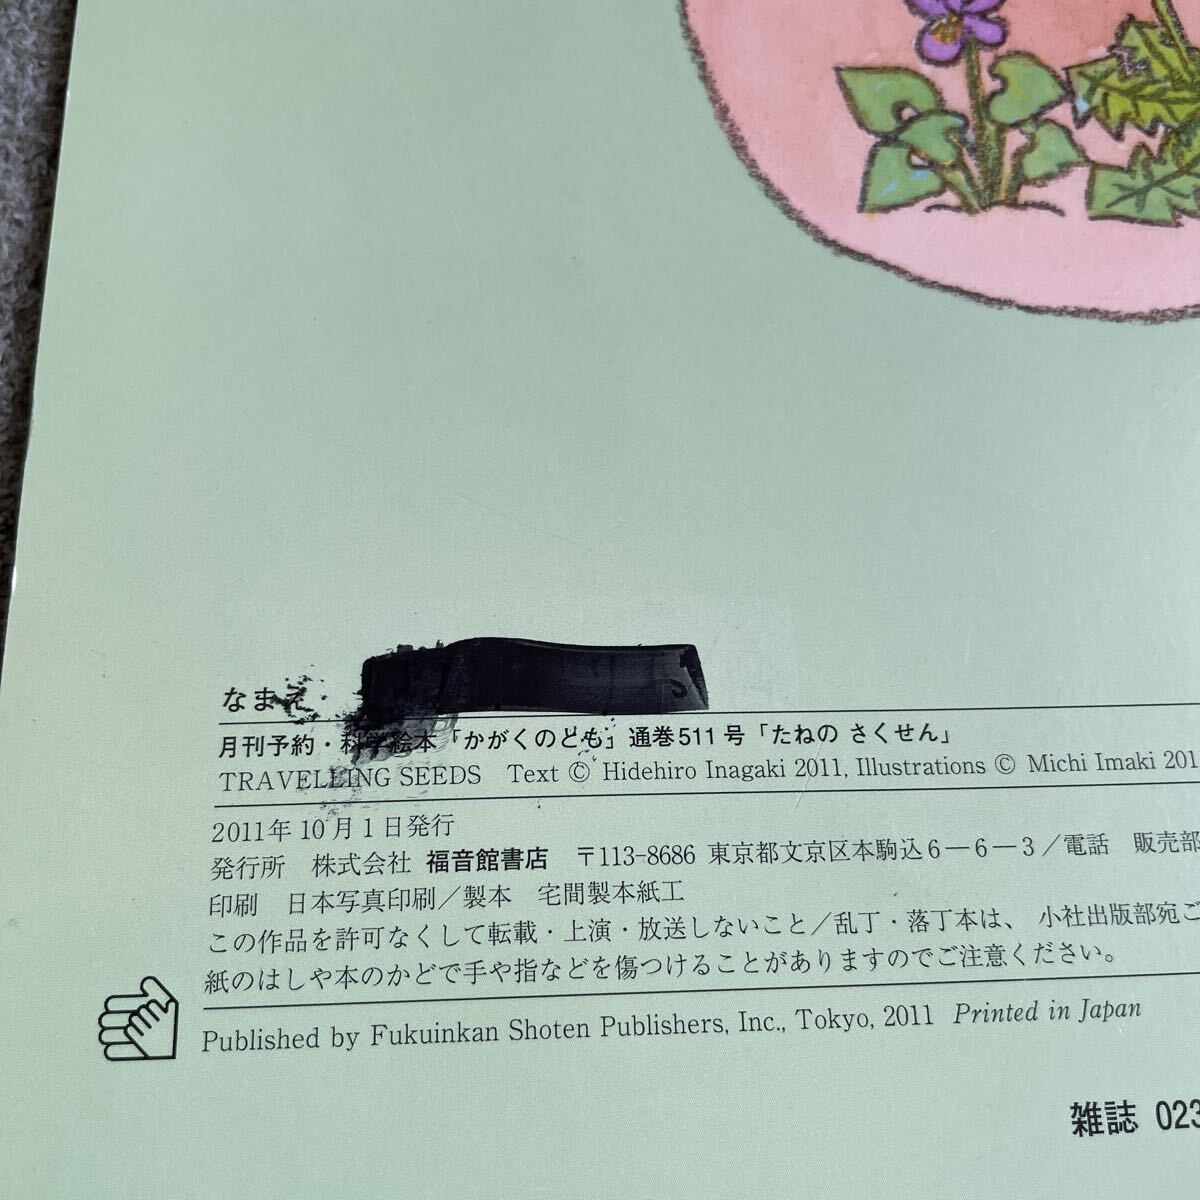 なまえ
月刊予約・科学絵本「かがくのとも」通巻511号「たねの さくせん」
TRAVELLING SEEDS Text © Hidehiro Inagaki 2011, Illustrations © Michi Imaki 201
2011年10月1日発行
発行所 株式会社 福音館書店 〒113-8686 東京都文京区本駒込6－6－3／電話 販売部
印刷 日本写真印刷／製本 宅間製本紙工
この作品を許可なくして転載・上演・放送しないこと／乱丁・落丁本は、小社出版部宛ご
紙のはしや本のかどで手や指などを傷つけることがありますのでご注意ください。
Published by Fukuinkan Shoten Publishers, Inc., Tokyo, 2011 Printed in Japan
雑誌 023